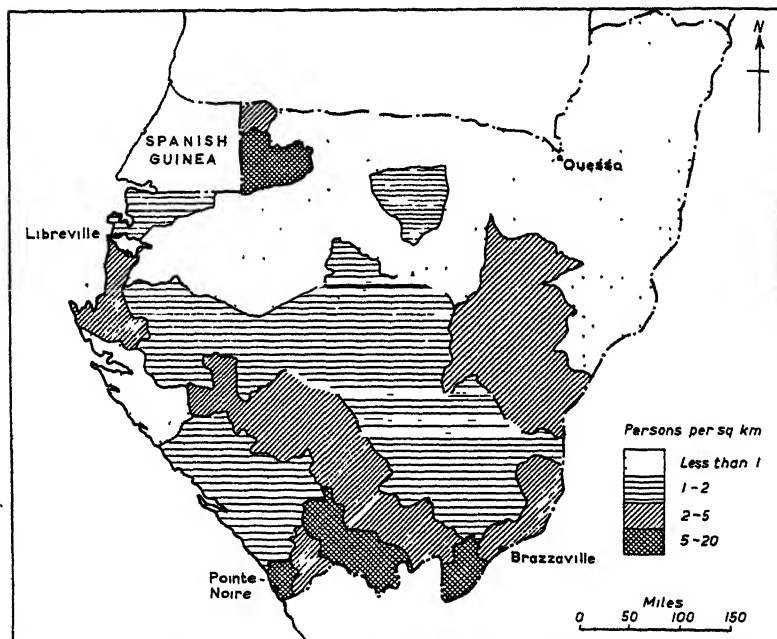 N
SPANISH
GUINEA
Ouesso
Libreville
Persons per sq km
Less than 1
1-2
2-5
5-20
Brazzaville
Pointe-
Noire
Miles
0 50 100 150